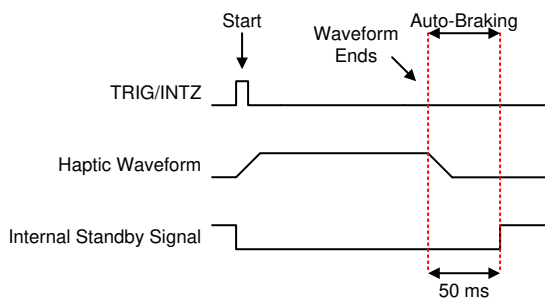 Auto-Braking
Start
Waveform
Ends
TRIG/INTZ
Haptic Waveform
Internal Standby Signal
50 ms